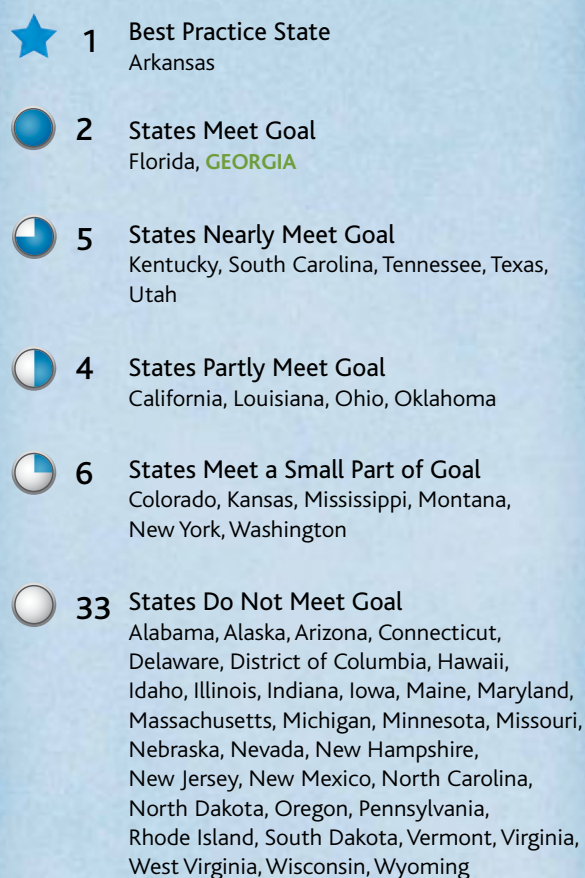 1 Best Practice State
Arkansas
2 States Meet Goal
Florida, GEORGIA
5 States Nearly Meet Goal
Kentucky, South Carolina, Tennessee, Texas,
Utah
4 States Partly Meet Goal
California, Louisiana, Ohio, Oklahoma
6 States Meet a Small Part of Goal
Colorado, Kansas, Mississippi, Montana,
New York, Washington
33 States Do Not Meet Goal
Alabama, Alaska, Arizona, Connecticut,
Delaware, District of Columbia, Hawaii,
Idaho, Illinois, Indiana, Iowa, Maine, Maryland,
Massachusetts, Michigan, Minnesota, Missouri,
Nebraska, Nevada, New Hampshire,
New Jersey, New Mexico, North Carolina,
North Dakota, Oregon, Pennsylvania,
Rhode Island, South Dakota, Vermont, Virginia,
West Virginia, Wisconsin, Wyoming